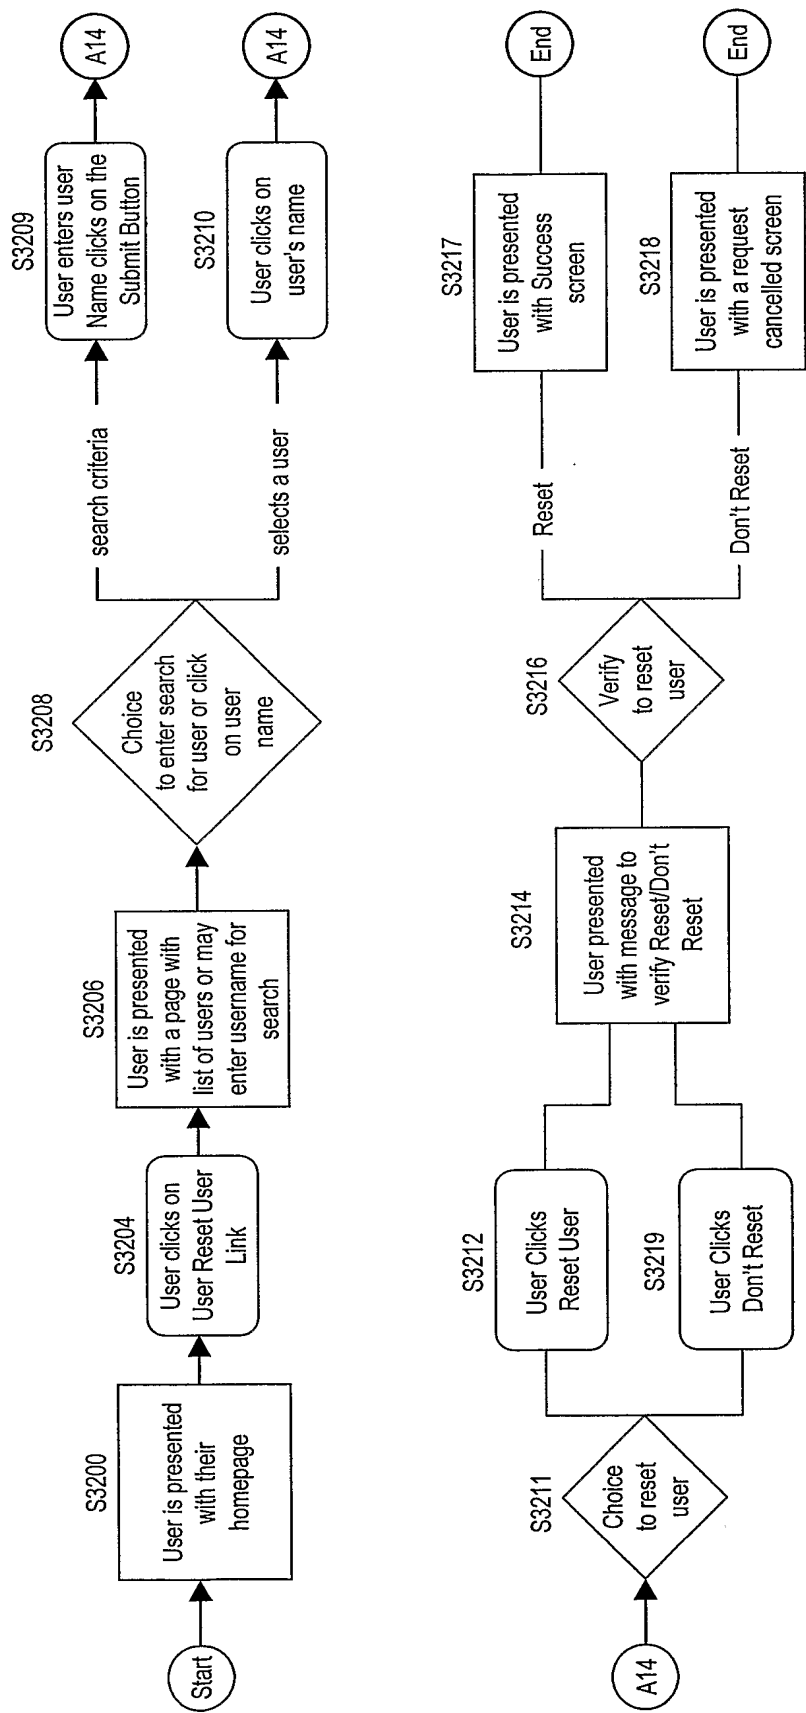 Start
S3200
User is presented
with their
homepage
S3204
User clicks on
User Reset User
Link
S3206
User is presented
with a page with
list of users or may
enter username for
search
S3208
Choice
to enter search
for user or click
on user
name
search criteria
S3209
User enters user
Name clicks on the
Submit Button
A14
selects a user
S3210
User clicks on
user's name
A14
A14
S3211
Choice
to reset
user
S3212
User Clicks
Reset User
S3219
User Clicks
Don't Reset
S3214
User presented
with message to
verify Reset/Don't
Reset
S3216
Verify
to reset
user
Reset
S3217
User is presented
with Success
screen
End
Don't Reset
S3218
User is presented
with a request
cancelled screen
End